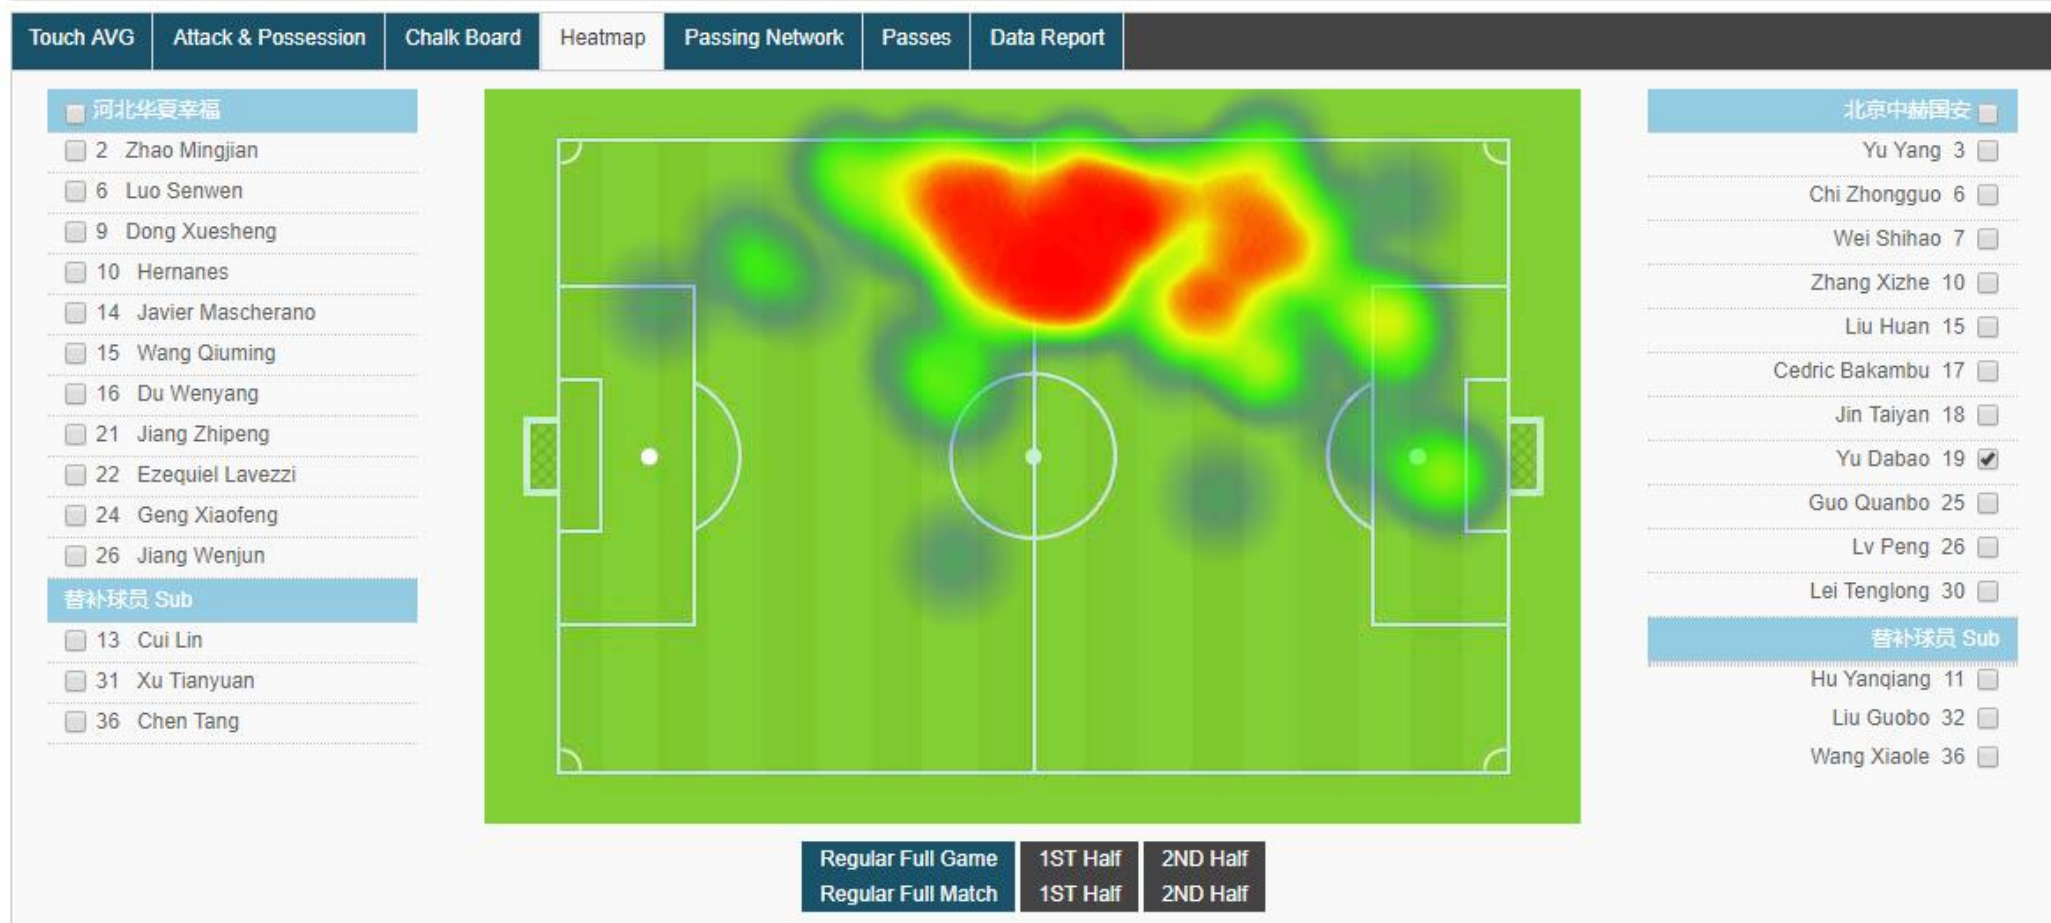 Touch AVG Attack & Possession Chalk Board Heatmap Passing Network Passes Data Report
河北华夏幸福
2 Zhao Mingjian
6 Luo Senwen
9 Dong Xuesheng
10 Hernanes
14 Javier Mascherano
15 Wang Qiuming
16 Du Wenyang
21 Jiang Zhipeng
22 Ezequiel Lavezzi
24 Geng Xiaofeng
26 Jiang Wenjun
替补球员 Sub
13 Cui Lin
31 Xu Tianyuan
36 Chen Tang
北京中赫国安
Yu Yang 3
Chi Zhongguo 6
Wei Shihao 7
Zhang Xizhe 10
Liu Huan 15
Cedric Bakambu 17
Jin Taiyan 18
Yu Dabao 19
Guo Quanbo 25
Lv Peng 26
Lei Tenglong 30
替补球员 Sub
Hu Yanqiang 11
Liu Guobo 32
Wang Xiaole 36
Regular Full Game 1ST Half 2ND Half
Regular Full Match 1ST Half 2ND Half